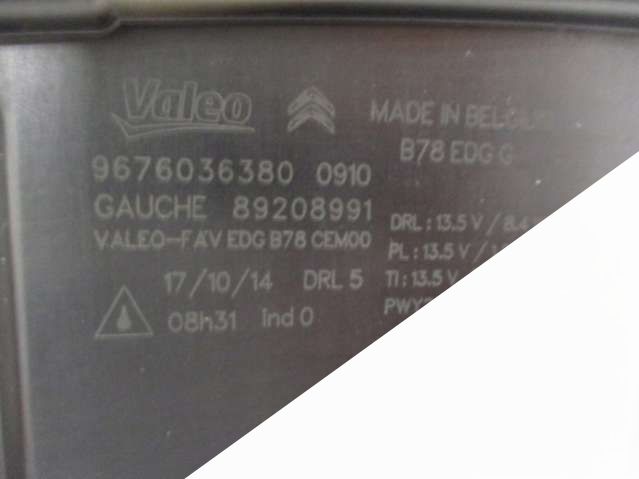 Valeo MADE IN
B78 EDG G
9676036380 0910
GAUCHE 89208991
VALEO-FAV EDG B78 CEM00
DRL : 13.5 V /
PL : 13.5 V /
17/10/14 DRL 5 TI : 13.5 V
08h31 Ind 0